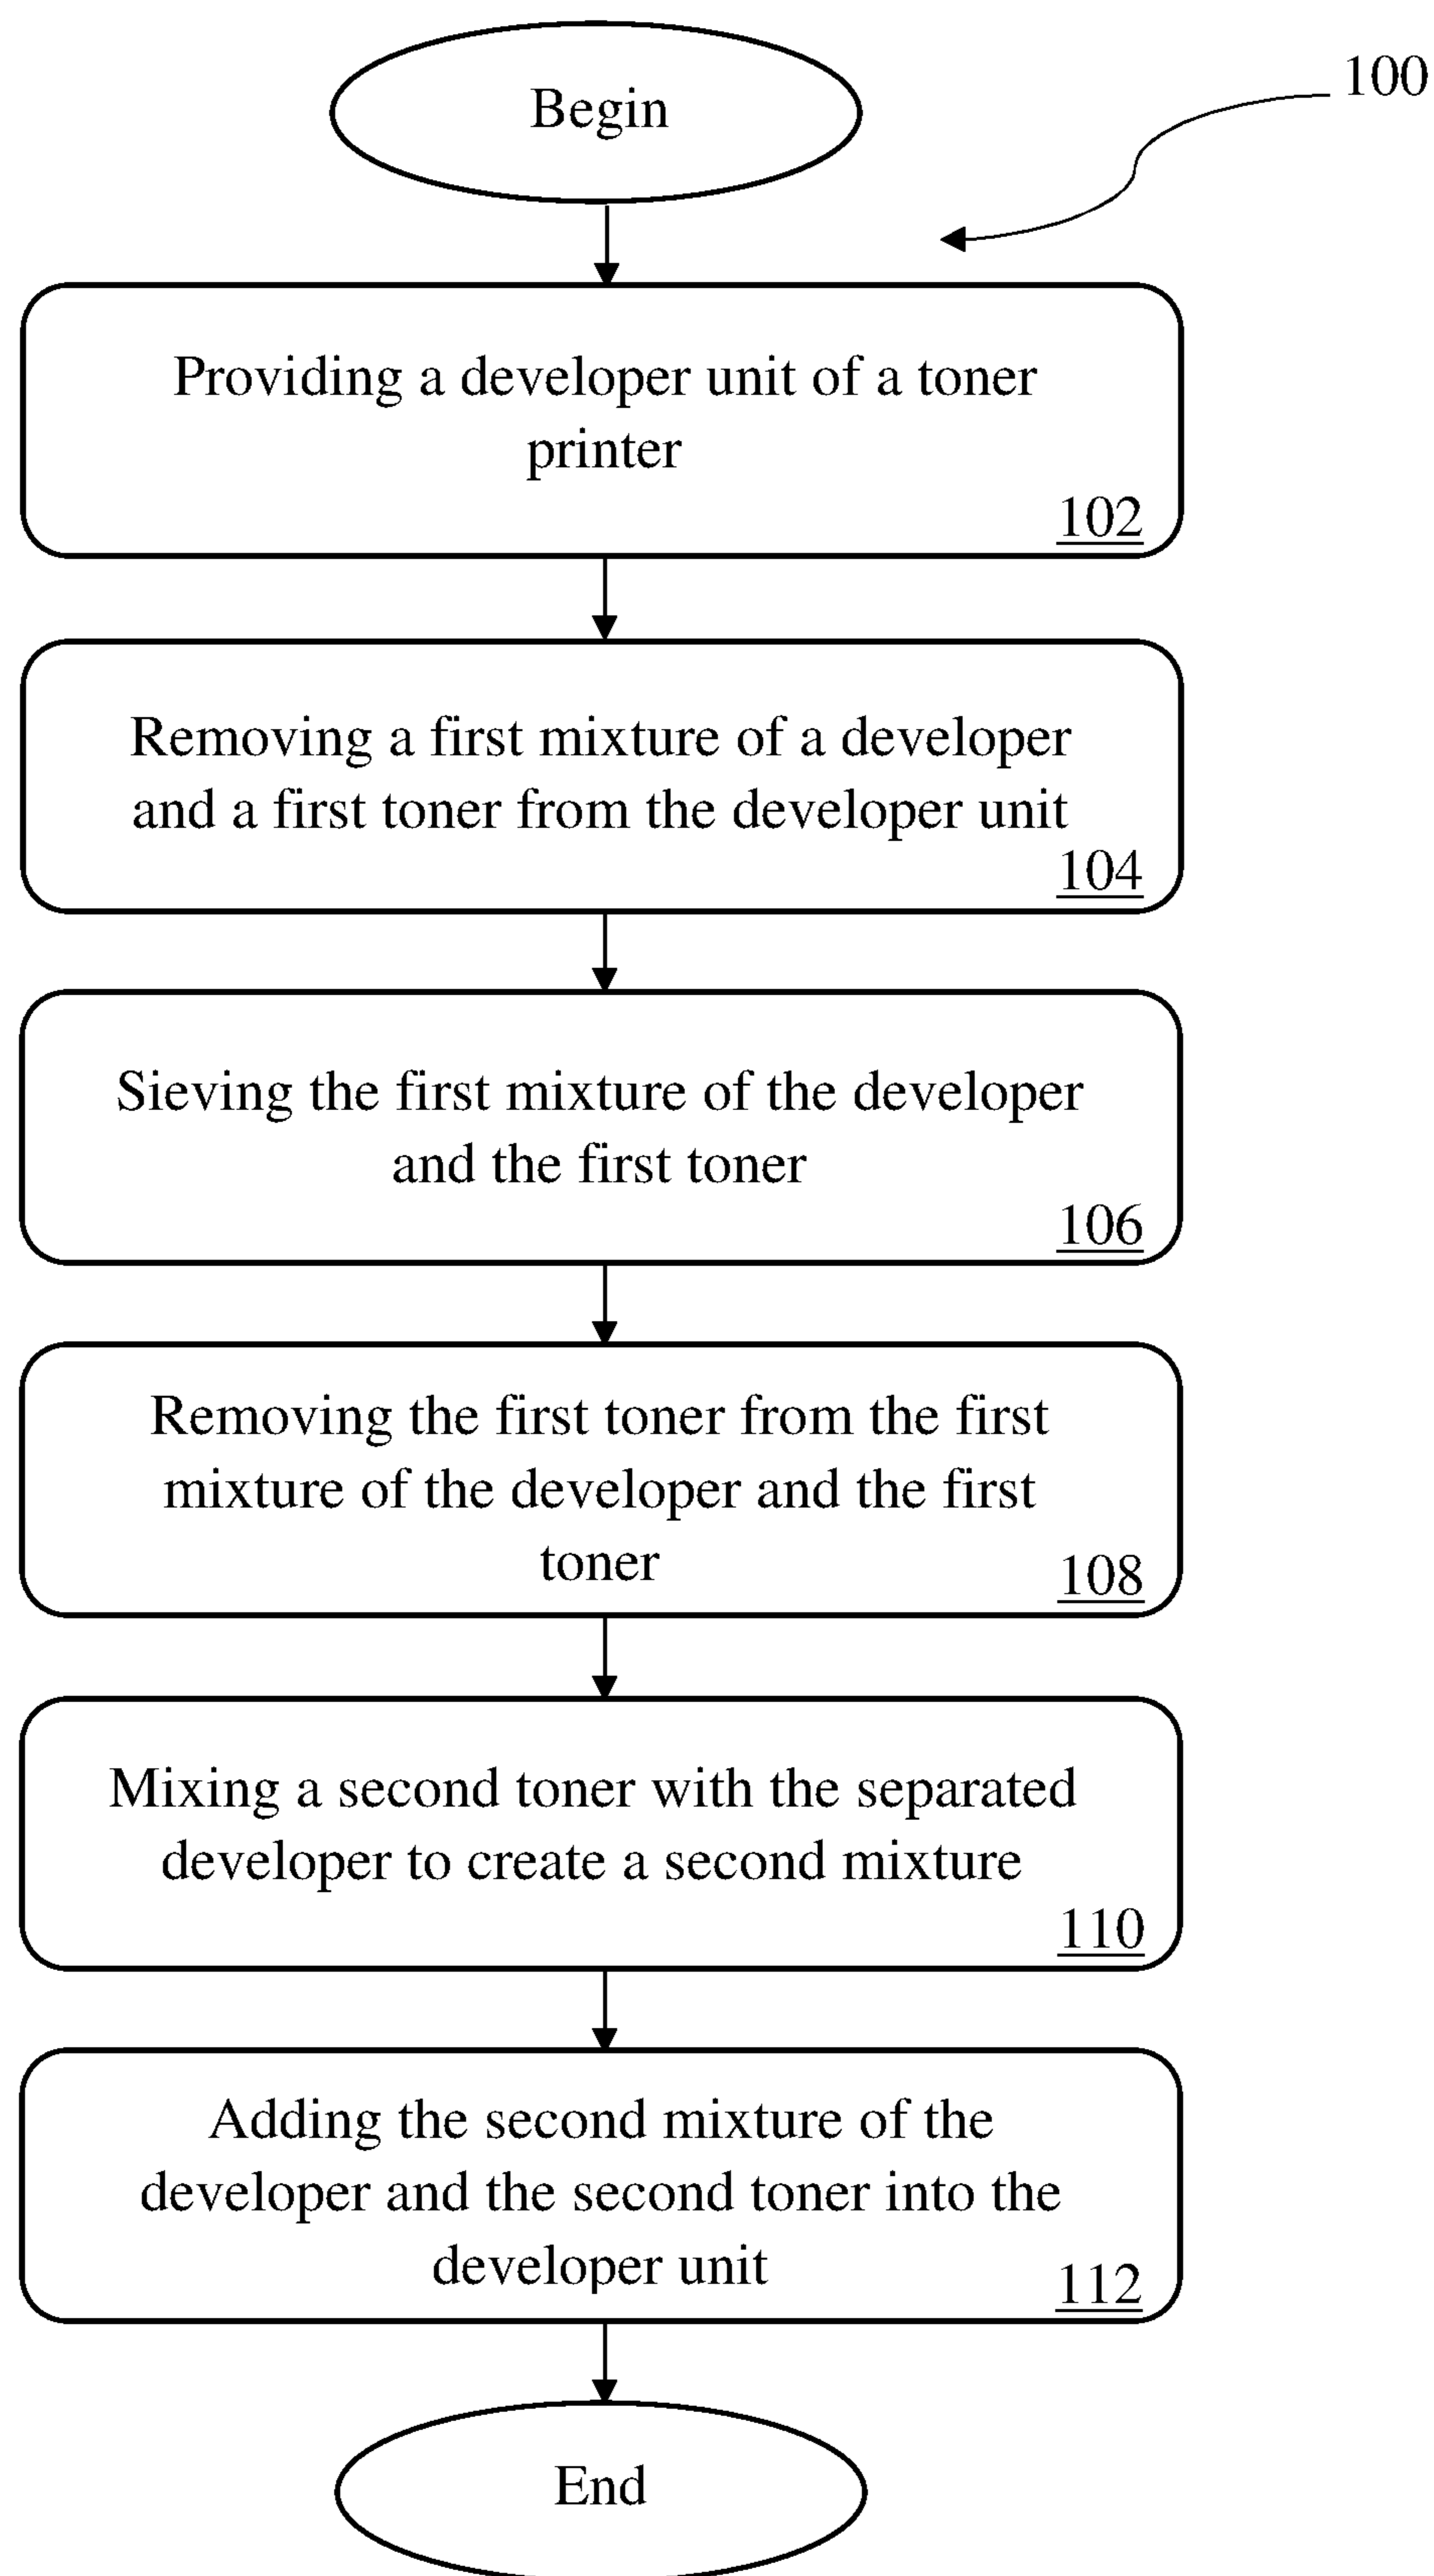 Begin
100
Providing a developer unit of a toner
printer
102
Removing a first mixture of a developer
and a first toner from the developer unit
104
Sieving the first mixture of the developer
and the first toner
106
Removing the first toner from the first
mixture of the developer and the first
toner
108
Mixing a second toner with the separated
developer to create a second mixture
110
Adding the second mixture of the
developer and the second toner into the
developer unit
112
End